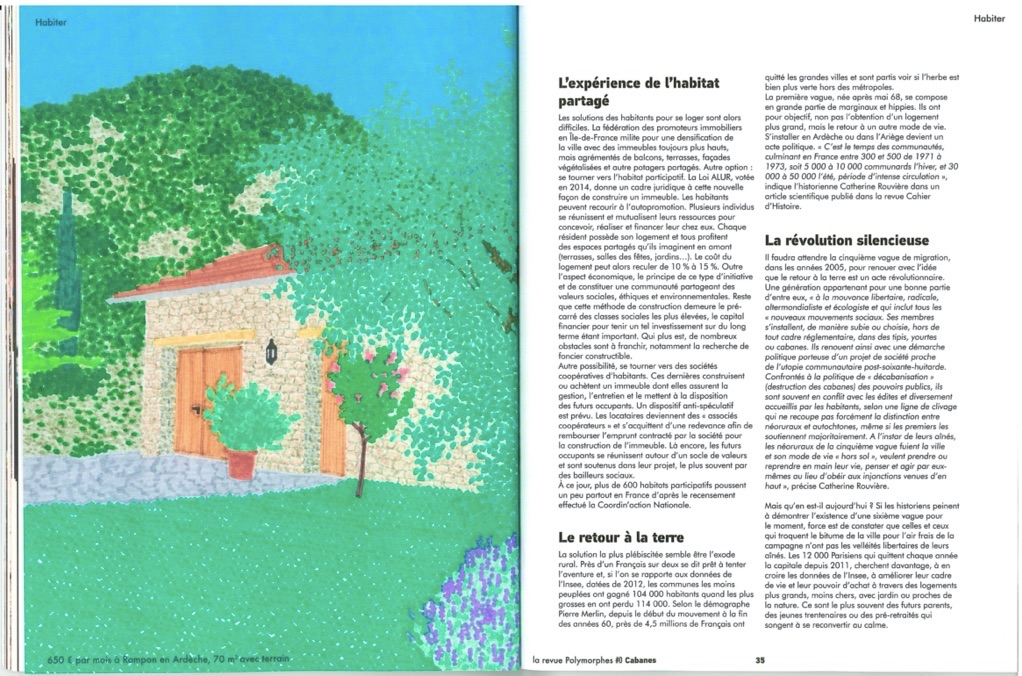 Habiter
650 € par mois à Rompon en Ardèche, 70 m² avec terrain
Habiter
L'expérience de l'habitat
partagé
Les solutions des habitants pour se loger sont alors
difficiles. La fédération des promoteurs immobiliers
en Île-de-France milite pour une densification de
la ville avec des immeubles toujours plus hauts,
mais agrémentés de balcons, terrasses, façades
végétalisées et autre potagers partagés. Autre option :
se tourner vers l'habitat participatif. La Loi ALUR, votée
en 2014, donne un cadre juridique à cette nouvelle
façon de construire un immeuble. Les habitants
peuvent recourir à l'autopromotion. Plusieurs individus
se réunissent et mutualisent leurs ressources pour
concevoir, réaliser et financer leur chez eux. Chaque
résident possède son logement et tous profitent
des espaces partagés qu'ils imaginent en amont
(terrasses, salles des fêtes, jardins…). Le coût du
logement peut alors reculer de 10 % à 15 %. Outre
l'aspect économique, le principe de ce type d'initiative
et de constituer une communauté partageant des
valeurs sociales, éthiques et environnementales. Reste
que cette méthode de construction demeure le pré-
carré des classes sociales les plus élevées, le capital
financier pour tenir un tel investissement sur du long
terme étant important. Qui plus est, de nombreux
obstacles sont à franchir, notamment la recherche de
foncier constructible.
Autre possibilité, se tourner vers des sociétés
coopératives d'habitants. Ces dernières construisent
ou achètent un immeuble dont elles assurent la
gestion, l'entretien et le mettent à la disposition
des futurs occupants. Un dispositif anti-spéculatif
est prévu. Les locataires deviennent des « associés
coopérateurs » et s'acquittent d'une redevance afin de
rembourser l'emprunt contracté par la société pour
la construction de l'immeuble. Là encore, les futurs
occupants se réunissent autour d'un socle de valeurs
et sont soutenus dans leur projet, le plus souvent par
des bailleurs sociaux.
À ce jour, plus de 600 habitats participatifs poussent
un peu partout en France d'après le recensement
effectué la Coordin'action Nationale.
Le retour à la terre
La solution la plus plébiscitée semble être l'exode
rural. Près d'un Français sur deux se dit prêt à tenter
l'aventure et, si l'on se rapporte aux données de
l'Insee, datées de 2012, les communes les moins
peuplées ont gagné 104 000 habitants quand les plus
grosses en ont perdu 114 000. Selon le démographe
Pierre Merlin, depuis le début du mouvement à la fin
des années 60, près de 4,5 millions de Français ont
quitté les grandes villes et sont partis voir si l'herbe est
bien plus verte hors des métropoles.
La première vague, née après mai 68, se compose
en grande partie de marginaux et hippies. Ils ont
pour objectif, non pas l'obtention d'un logement
plus grand, mais le retour à un autre mode de vie.
S'installer en Ardèche ou dans l'Ariège devient un
acte politique. « C'est le temps des communautés,
culminant en France entre 300 et 500 de 1971 à
1973, soit 5 000 à 10 000 communards l'hiver, et 30
000 à 50 000 l'été, période d'intense circulation »,
indique l'historienne Catherine Rouvière dans un
article scientifique publié dans la revue Cahier
d'Histoire.
La révolution silencieuse
Il faudra attendre la cinquième vague de migration,
dans les années 2005, pour renouer avec l'idée
que le retour à la terre est un acte révolutionnaire.
Une génération appartenant pour une bonne partie
d'entre eux, « à la mouvance libertaire, radicale,
altermondialiste et écologiste et qui inclut tous les
« nouveaux mouvements sociaux. Ses membres
s'installent, de manière subie ou choisie, hors de
tout cadre réglementaire, dans des tipis, yourtes
ou cabanes. Ils renouent ainsi avec une démarche
politique porteuse d'un projet de société proche
de l'utopie communautaire post-soixante-huitarde.
Confrontés à la politique de « décabanisation »
(destruction des cabanes) des pouvoirs publics, ils
sont souvent en conflit avec les édiles et diversement
accueillis par les habitants, selon une ligne de clivage
qui ne recoupe pas forcément la distinction entre
néoruraux et autochtones, même si les premiers les
soutiennent majoritairement. A l'instar de leurs aînés,
les néoruraux de la cinquième vague fuient la ville
et son mode de vie « hors sol », veulent prendre ou
reprendre en main leur vie, penser et agir par eux-
mêmes au lieu d'obéir aux injonctions venues d'en
haut », précise Catherine Rouvière.
Mais qu'en est-il aujourd'hui ? Si les historiens peinent
à démontrer l'existence d'une sixième vague pour
le moment, force est de constater que celles et ceux
qui troquent le bitume de la ville pour l'air frais de la
campagne n'ont pas les velléités libertaires de leurs
aînés. Les 12 000 Parisiens qui quittent chaque année
la capitale depuis 2011, cherchent davantage, à en
croire les données de l'Insee, à améliorer leur cadre
de vie et leur pouvoir d'achat à travers des logements
plus grands, moins chers, avec jardin ou proches de
la nature. Ce sont le plus souvent des futurs parents,
des jeunes trentenaires ou des pré-retraités qui
songent à se reconvertir au calme.
la revue Polymorphes #0 Cabanes
35